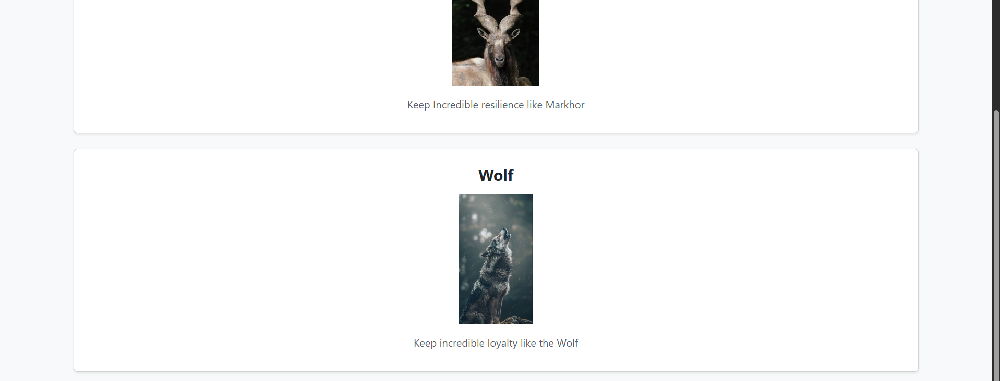 Keep Incredible resilience like Markhor
Wolf
Keep incredible loyalty like the Wolf